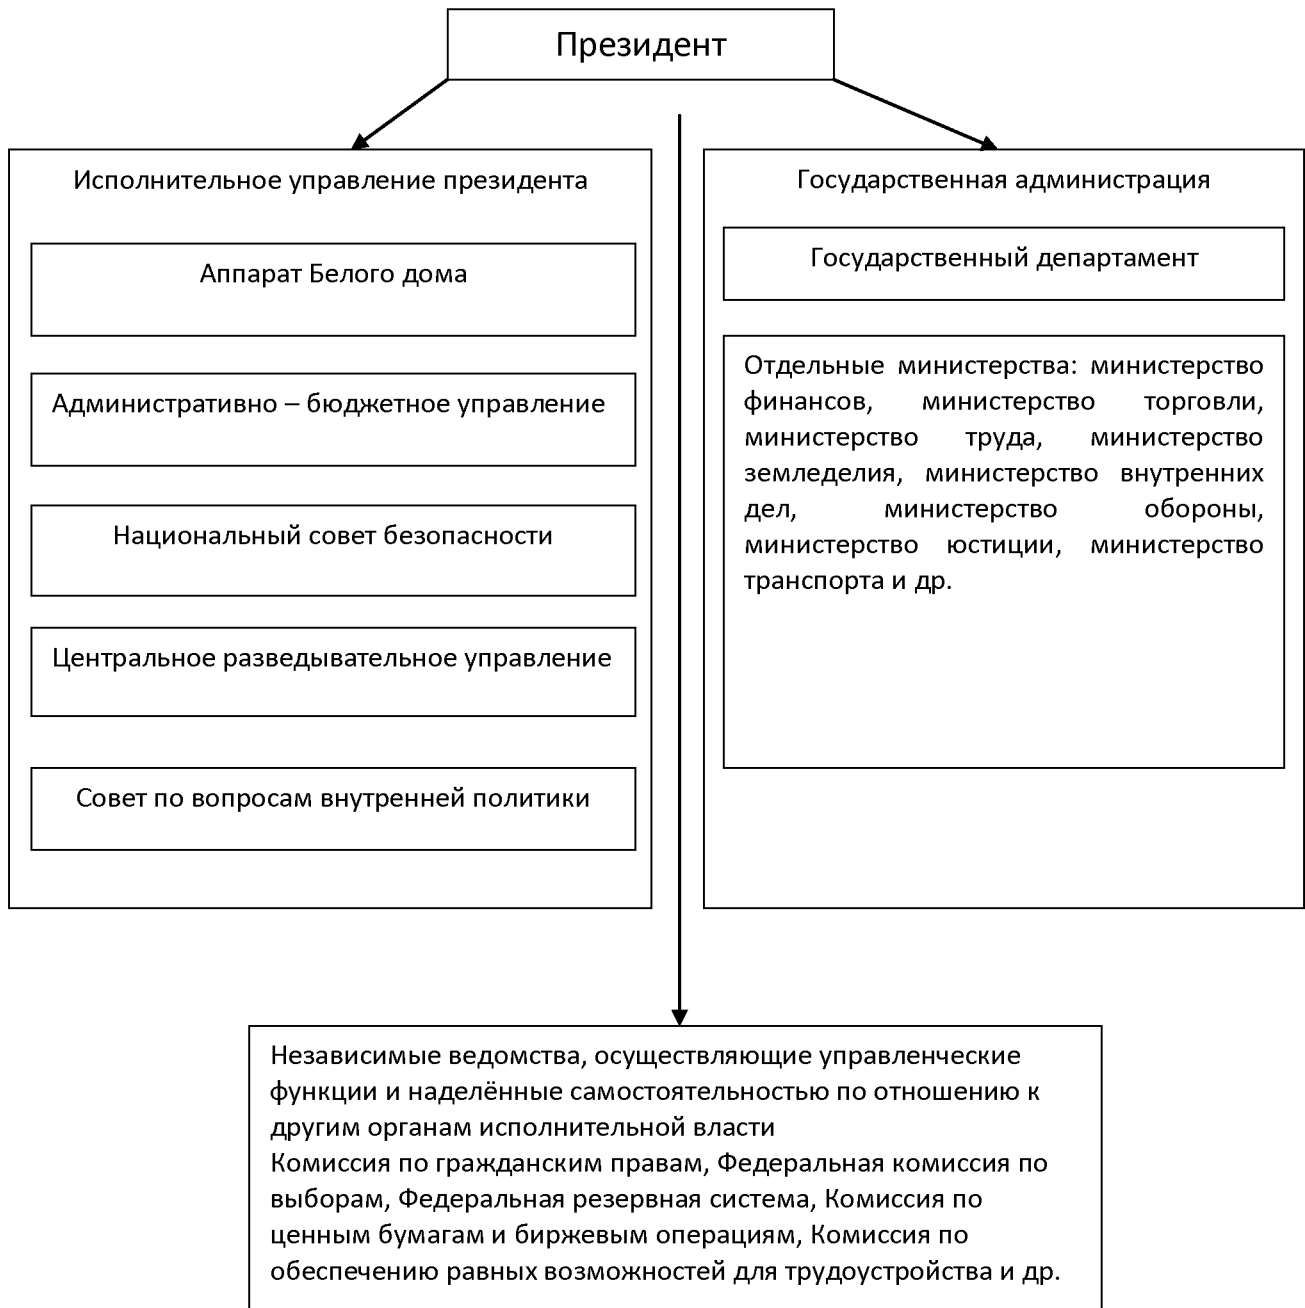 Президент
Исполнительное управление президента
Аппарат Белого дома
Административно – бюджетное управление
Национальный совет безопасности
Центральное разведывательное управление
Совет по вопросам внутренней политики
Государственная администрация
Государственный департамент
Отдельные министерства: министерство
финансов, министерство торговли,
министерство труда, министерство
земледелия, министерство внутренних
дел, министерство обороны,
министерство юстиции, министерство
транспорта и др.
Независимые ведомства, осуществляющие управленческие
функции и наделённые самостоятельностью по отношению к
другим органам исполнительной власти
Комиссия по гражданским правам, Федеральная комиссия по
выборам, Федеральная резервная система, Комиссия по
ценным бумагам и биржевым операциям, Комиссия по
обеспечению равных возможностей для трудоустройства и др.